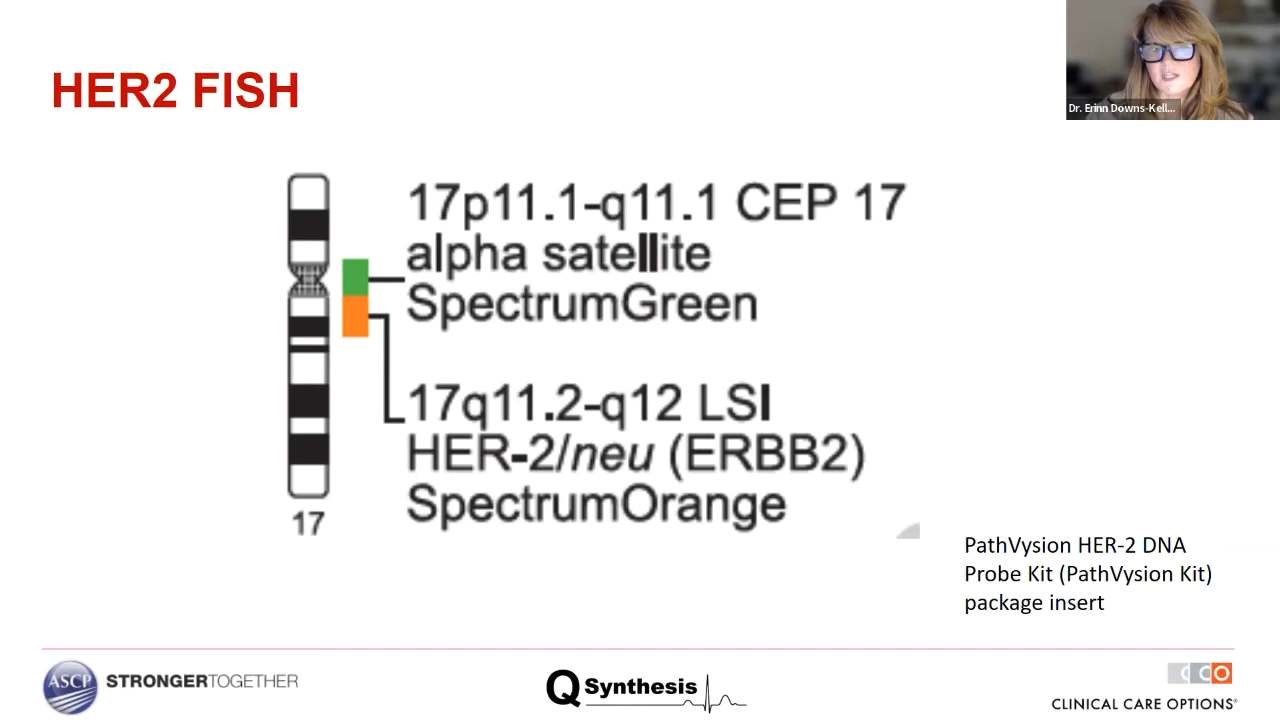 Dr. Erinn Downs-Kell...
HER2 FISH
17p11.1-q11.1 CEP 17
alpha satellite
SpectrumGreen
17q11.2-q12 LSI
HER-2/neu (ERBB2)
SpectrumOrange
17
PathVysion HER-2 DNA
Probe Kit (PathVysion Kit)
package insert
ASCP STRONGERTOGETHER
Q Synthesis
CCO
CLINICAL CARE OPTIONS®